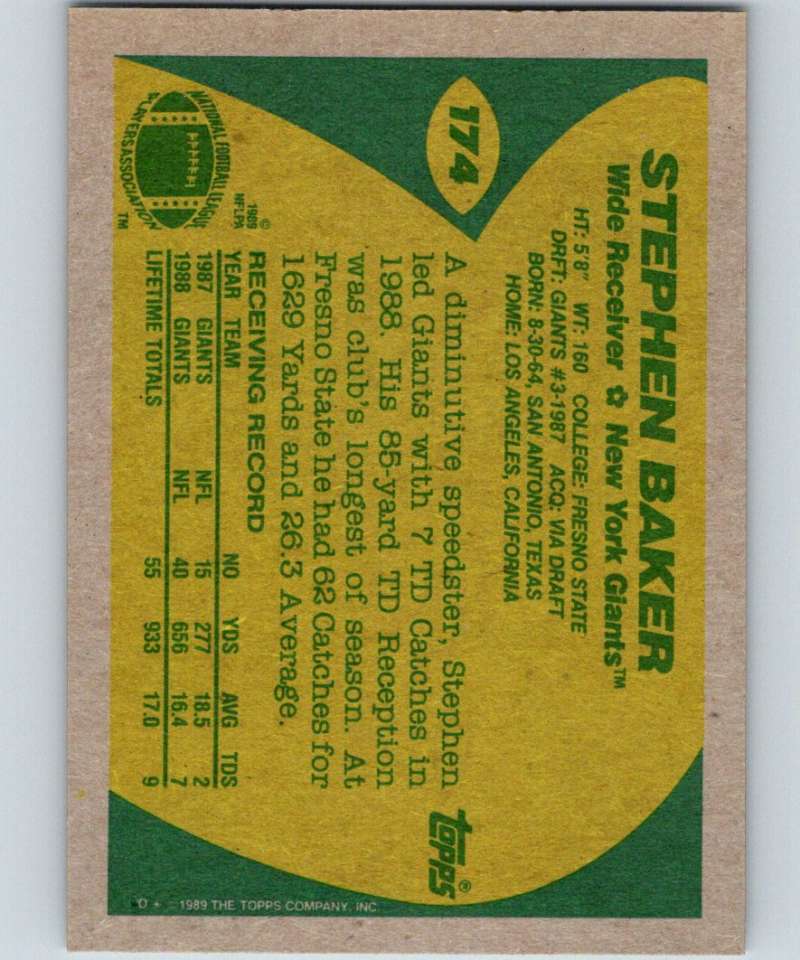 174
STEPHEN BAKER
Wide Receiver ✿ New York Giants™
HT: 5'8" WT: 160 COLLEGE: FRESNO STATE
DRFT: GIANTS #3-1987 ACQ: VIA DRAFT
BORN: 8-30-64, SAN ANTONIO, TEXAS
HOME: LOS ANGELES, CALIFORNIA
A diminutive speedster, Stephen
led Giants with 7 TD Catches in
1988. His 85-yard TD Reception
was club's longest of season. At
Fresno State he had 62 Catches for
1629 Yards and 26.3 Average.
RECEIVING RECORD
YEAR TEAM NO YDS AVG TDS
1987 GIANTS NFL 15 277 18.5 2
1988 GIANTS NFL 40 656 16.4 7
LIFETIME TOTALS 55 933 17.0 9
NATIONAL FOOTBALL LEAGUE
PLAYERS ASSOCIATION
™
©
1989
NFLPA
topps®
© 1989 THE TOPPS COMPANY, INC.